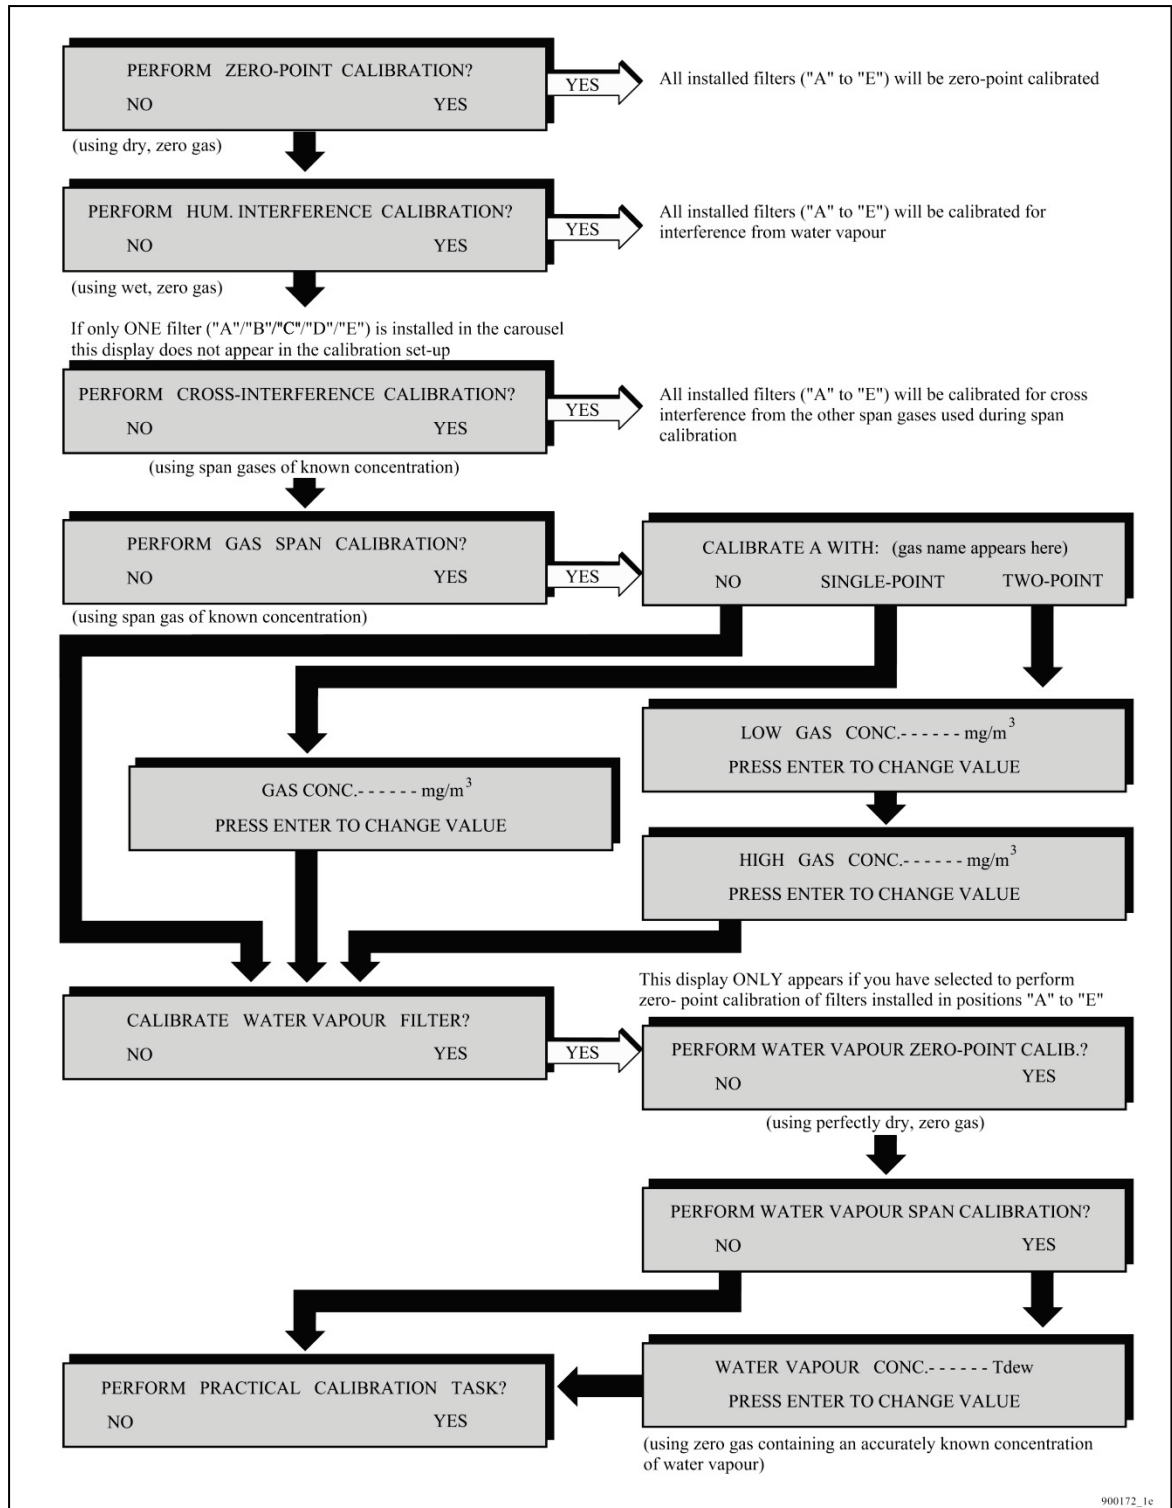 PERFORM ZERO-POINT CALIBRATION?
NO YES
YES
All installed filters ("A" to "E") will be zero-point calibrated
(using dry, zero gas)
PERFORM HUM. INTERFERENCE CALIBRATION?
NO YES
YES
All installed filters ("A" to "E") will be calibrated for
interference from water vapour
(using wet, zero gas)
If only ONE filter ("A"/"B"/"C"/"D"/"E") is installed in the carousel
this display does not appear in the calibration set-up
PERFORM CROSS-INTERFERENCE CALIBRATION?
NO YES
YES
All installed filters ("A" to "E") will be calibrated for cross
interference from the other span gases used during span
calibration
(using span gases of known concentration)
PERFORM GAS SPAN CALIBRATION?
NO YES
YES
CALIBRATE A WITH: (gas name appears here)
NO SINGLE-POINT TWO-POINT
(using span gas of known concentration)
LOW GAS CONC.- - - - - - mg/m³
PRESS ENTER TO CHANGE VALUE
GAS CONC.- - - - - - mg/m³
PRESS ENTER TO CHANGE VALUE
HIGH GAS CONC.- - - - - - mg/m³
PRESS ENTER TO CHANGE VALUE
This display ONLY appears if you have selected to perform
zero- point calibration of filters installed in positions "A" to "E"
CALIBRATE WATER VAPOUR FILTER?
NO YES
YES
PERFORM WATER VAPOUR ZERO-POINT CALIB.?
NO YES
(using perfectly dry, zero gas)
PERFORM WATER VAPOUR SPAN CALIBRATION?
NO YES
WATER VAPOUR CONC.- - - - - - Tdew
PRESS ENTER TO CHANGE VALUE
PERFORM PRACTICAL CALIBRATION TASK?
NO YES
(using zero gas containing an accurately known concentration
of water vapour)
900172_1e